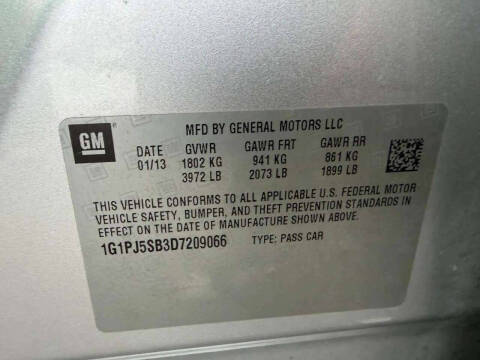 GM
MFD BY GENERAL MOTORS LLC
DATE GVWR GAWR FRT GAWR RR
01/13 1802 KG 941 KG 861 KG
3972 LB 2073 LB 1899 LB
THIS VEHICLE CONFORMS TO ALL APPLICABLE U.S. FEDERAL MOTOR
VEHICLE SAFETY, BUMPER, AND THEFT PREVENTION STANDARDS IN
EFFECT ON THE DATE OF MANUFACTURE SHOWN ABOVE.
1G1PJ5SB3D7209066 TYPE: PASS CAR